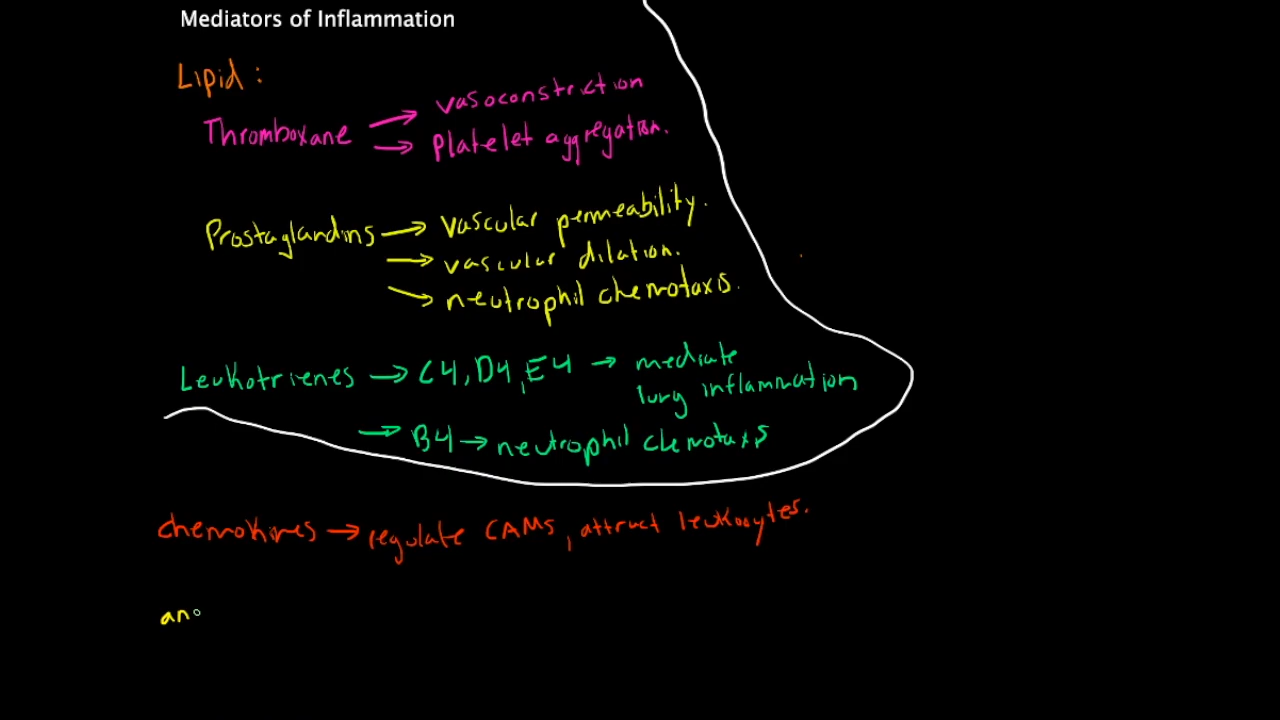 Mediators of Inflammation
Lipid :
Thromboxane → vasoconstriction
→ Platelet aggregation.
Prostaglandins → vascular permeability.
→ vascular dilation.
→ neutrophil chemotaxis.
Leukotrienes → C4, D4, E4 → mediate
lung inflammation
→ B4 → neutrophil chemotaxis
Chemokines → regulate CAMS, attract leukocytes.
ano